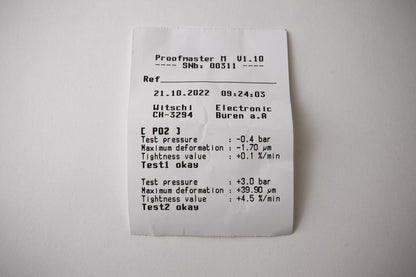 Proofmaster M V1.10
---- SNb: 00311 ----
Ref
21.10.2022 09:24:03
Witschi Electronic
CH-3294 Buren a.A
[ P02 ]
Test pressure : -0.4 bar
Maximum deformation : -1.70 µm
Tightness value : +0.1 %/min
Test1 okay
Test pressure : +3.0 bar
Maximum deformation : +39.90 µm
Tightness value : +4.5 %/min
Test2 okay